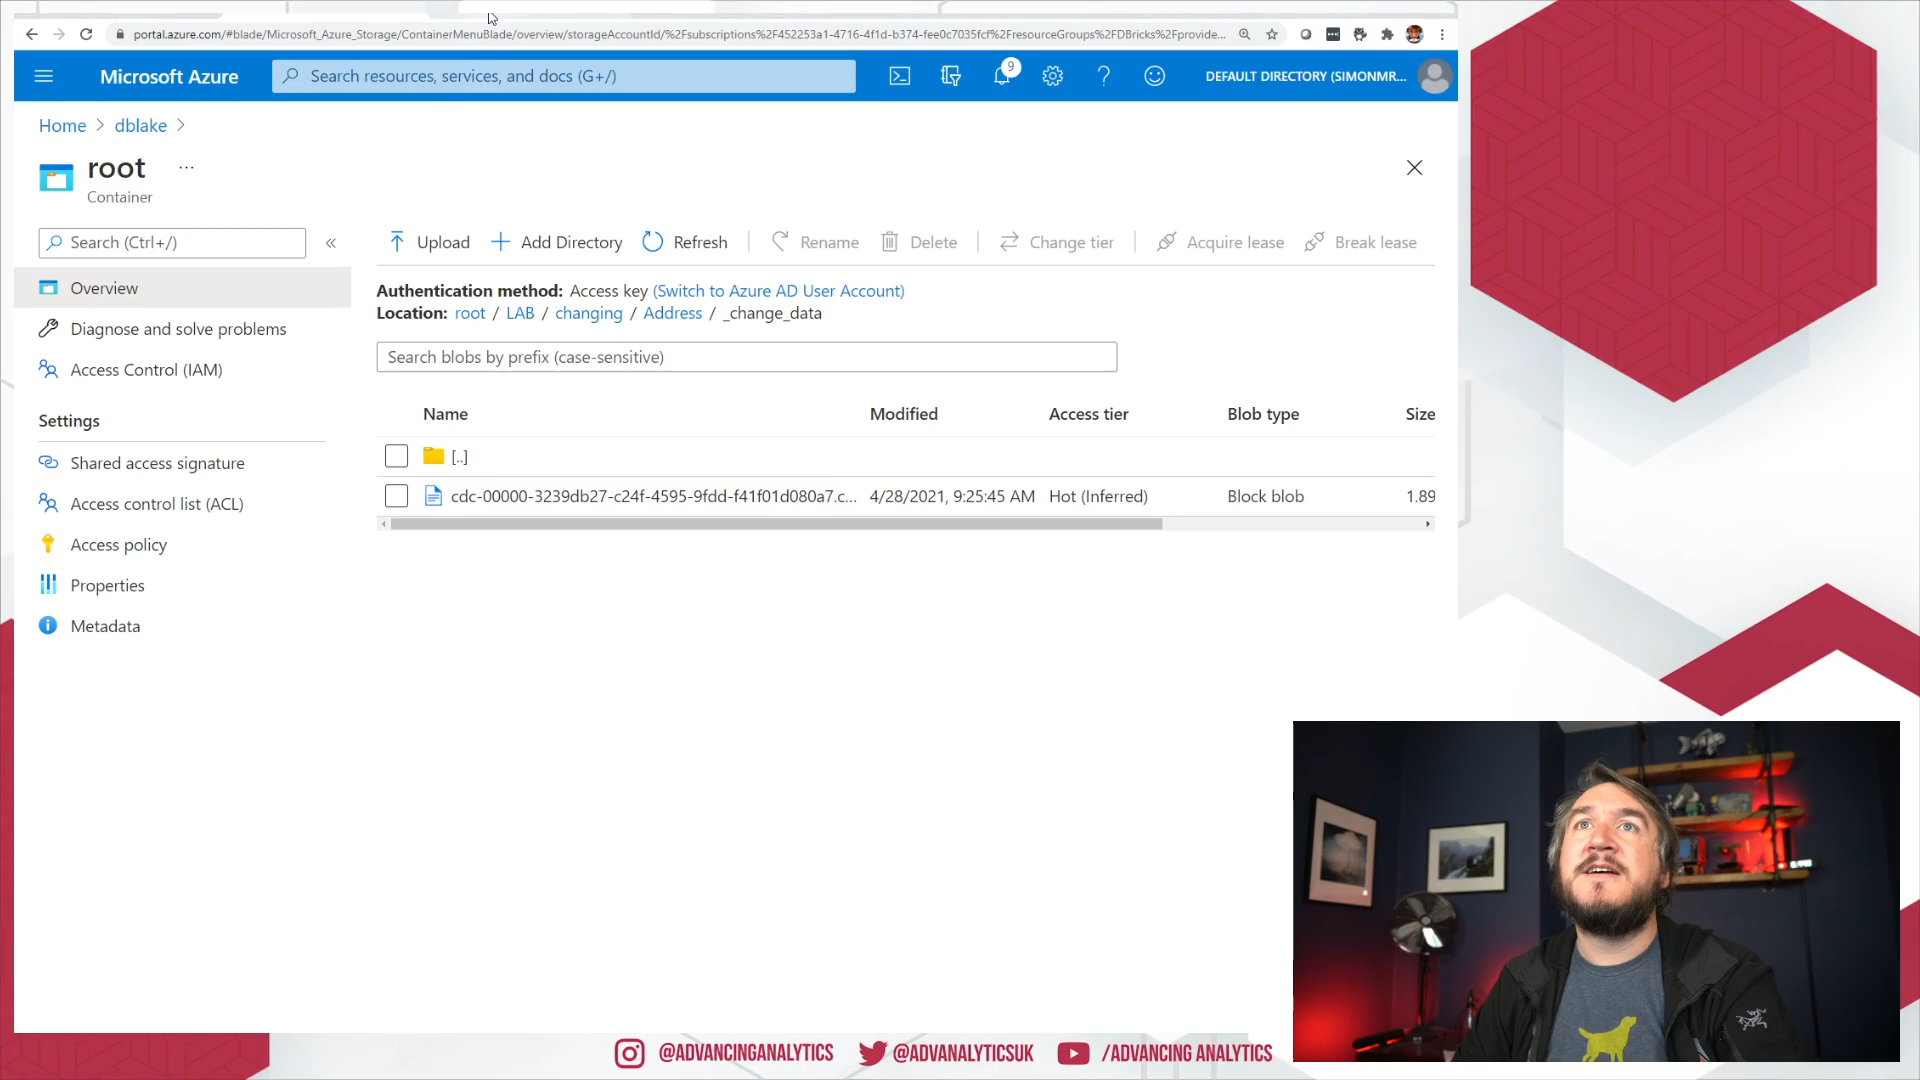 portal.azure.com/#blade/Microsoft_Azure_Storage/ContainerMenuBlade/overview/storageAccountId/%2Fsubscriptions%2F452253a1-4716-4f1d-b374-fee0c7035fcf%2FresourceGroups%2FDBricks%2Fprovide...
Microsoft Azure
Search resources, services, and docs (G+/)
9
DEFAULT DIRECTORY (SIMONMR...
Home > dblake >
root ...
Container
Search (Ctrl+/)
«
Upload
Add Directory
Refresh
Rename
Delete
Change tier
Acquire lease
Break lease
Overview
Diagnose and solve problems
Access Control (IAM)
Settings
Shared access signature
Access control list (ACL)
Access policy
Properties
Metadata
Authentication method: Access key (Switch to Azure AD User Account)
Location: root / LAB / changing / Address / _change_data
Search blobs by prefix (case-sensitive)
Name Modified Access tier Blob type Size
[..]
cdc-00000-3239db27-c24f-4595-9fdd-f41f01d080a7.c... 4/28/2021, 9:25:45 AM Hot (Inferred) Block blob 1.89
@ADVANCINGANALYTICS @ADVANALYTICSUK /ADVANCING ANALYTICS